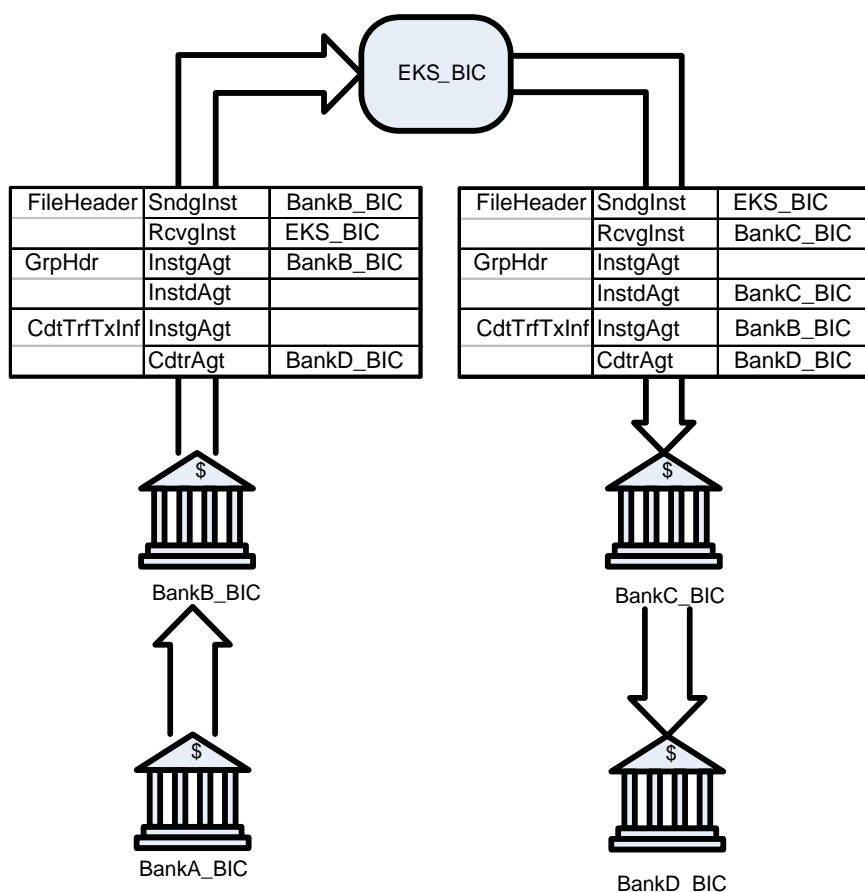 EKS_BIC
FileHeader SndgInst BankB_BIC
RcvgInst EKS_BIC
GrpHdr InstgAgt BankB_BIC
InstdAgt
CdtTrfTxInf InstgAgt
CdtrAgt BankD_BIC
FileHeader SndgInst EKS_BIC
RcvgInst BankC_BIC
GrpHdr InstgAgt
InstdAgt BankC_BIC
CdtTrfTxInf InstgAgt BankB_BIC
CdtrAgt BankD_BIC
$
BankB_BIC
$
BankC_BIC
$
BankA_BIC
$
BankD_BIC